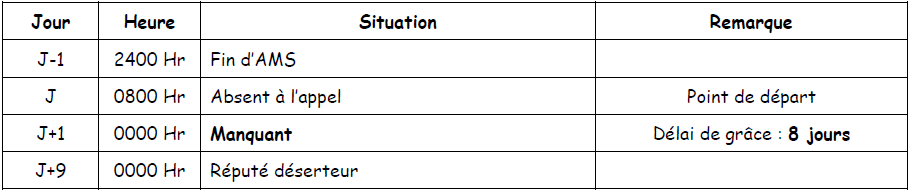 Jour Heure Situation Remarque
J-1 2400 Hr Fin d’AMS
J 0800 Hr Absent à l’appel Point de départ
J+1 0000 Hr Manquant Délai de grâce : 8 jours
J+9 0000 Hr Réputé déserteur